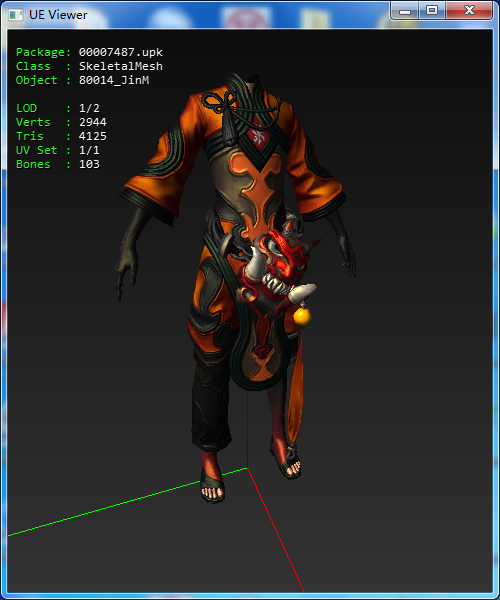 UE Viewer
Package: 00007487.upk
Class : SkeletalMesh
Object : 80014_JinM
LOD : 1/2
Verts : 2944
Tris : 4125
UV Set : 1/1
Bones : 103